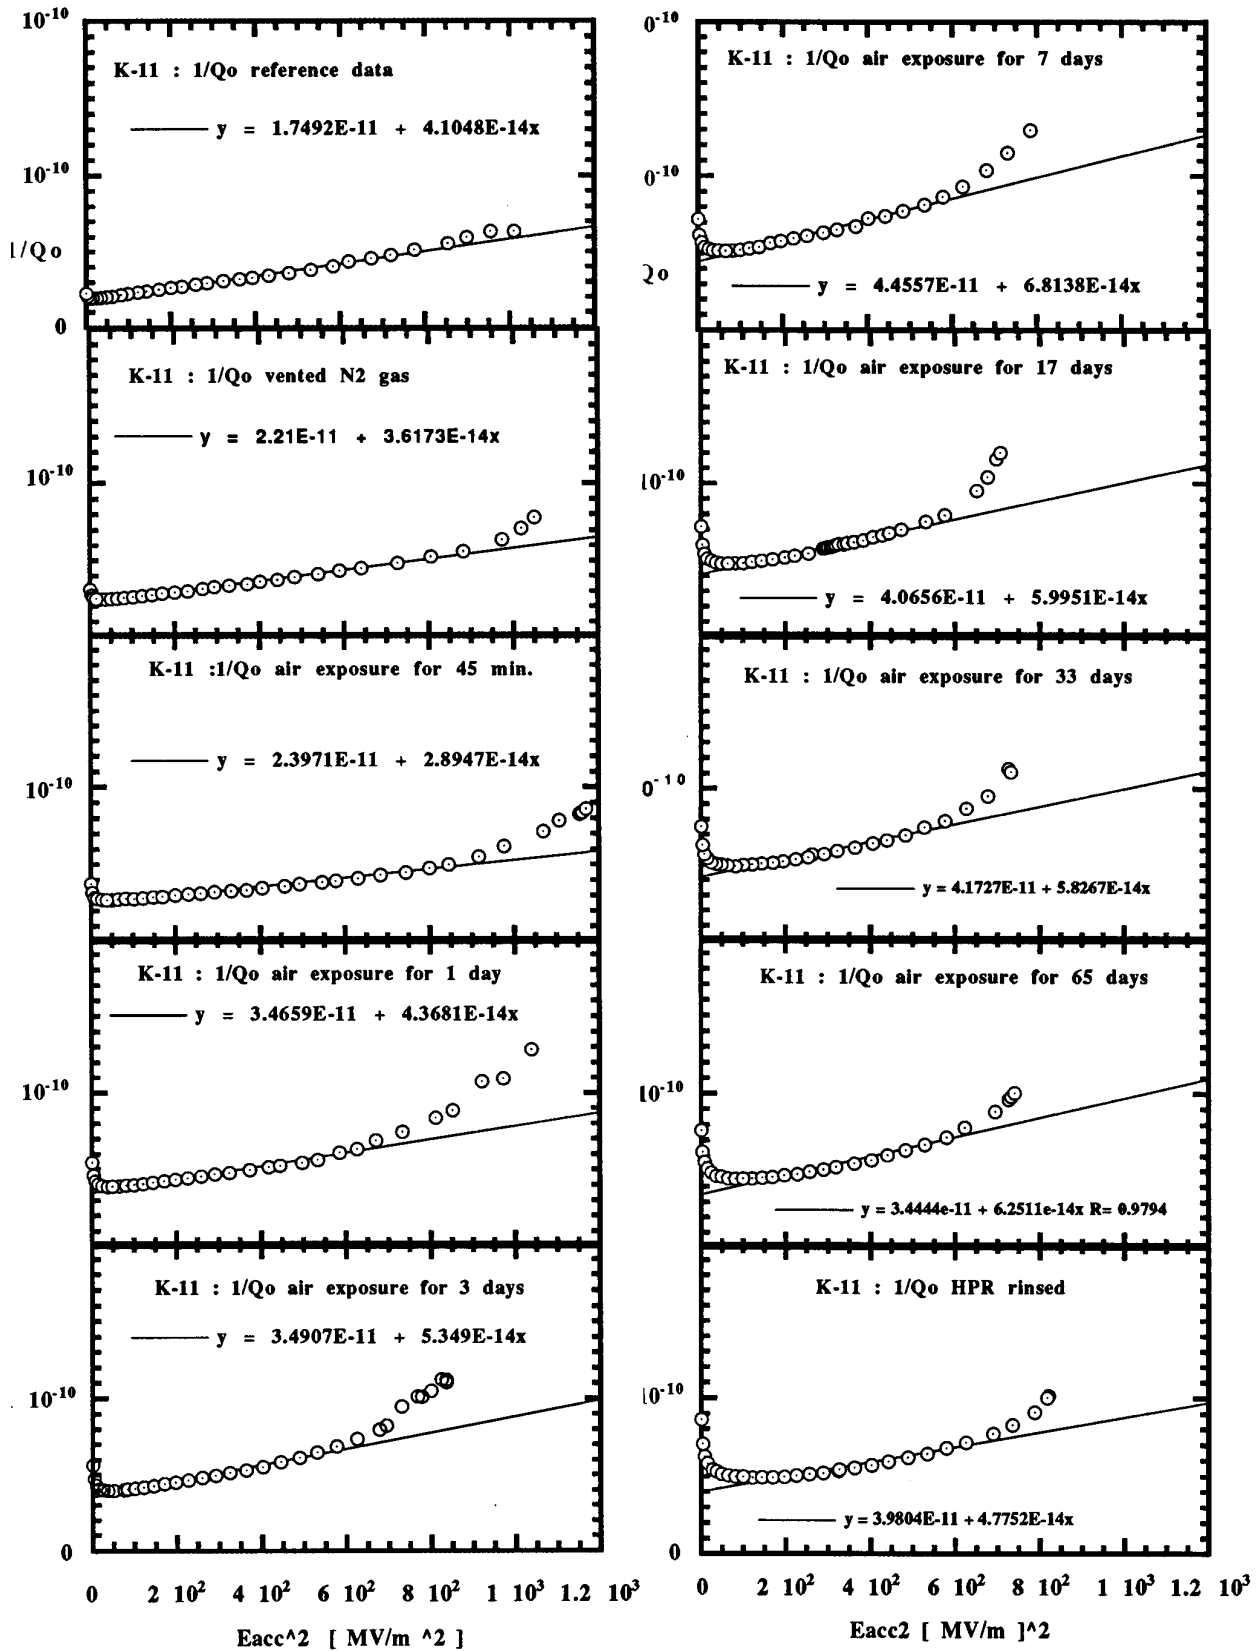 10-10
K-11 : 1/Qo reference data
y = 1.7492E-11 + 4.1048E-14x
10-10
1/Qo
0
K-11 : 1/Qo vented N2 gas
y = 2.21E-11 + 3.6173E-14x
10-10
K-11 :1/Qo air exposure for 45 min.
y = 2.3971E-11 + 2.8947E-14x
10-10
K-11 : 1/Qo air exposure for 1 day
y = 3.4659E-11 + 4.3681E-14x
10-10
K-11 : 1/Qo air exposure for 3 days
y = 3.4907E-11 + 5.349E-14x
10-10
0
0 2 10² 4 10² 6 10² 8 10² 1 10³ 1.2 10³
Eacc^2 [ MV/m ^2 ]
0-10
K-11 : 1/Qo air exposure for 7 days
0-10
Qo
y = 4.4557E-11 + 6.8138E-14x
K-11 : 1/Qo air exposure for 17 days
10-10
y = 4.0656E-11 + 5.9951E-14x
K-11 : 1/Qo air exposure for 33 days
0-10
y = 4.1727E-11 + 5.8267E-14x
K-11 : 1/Qo air exposure for 65 days
10-10
y = 3.4444e-11 + 6.2511e-14x R= 0.9794
K-11 : 1/Qo HPR rinsed
10-10
y = 3.9804E-11 + 4.7752E-14x
0
0 2 10² 4 10² 6 10² 8 10² 1 10³ 1.2 10³
Eacc2 [ MV/m ]^2